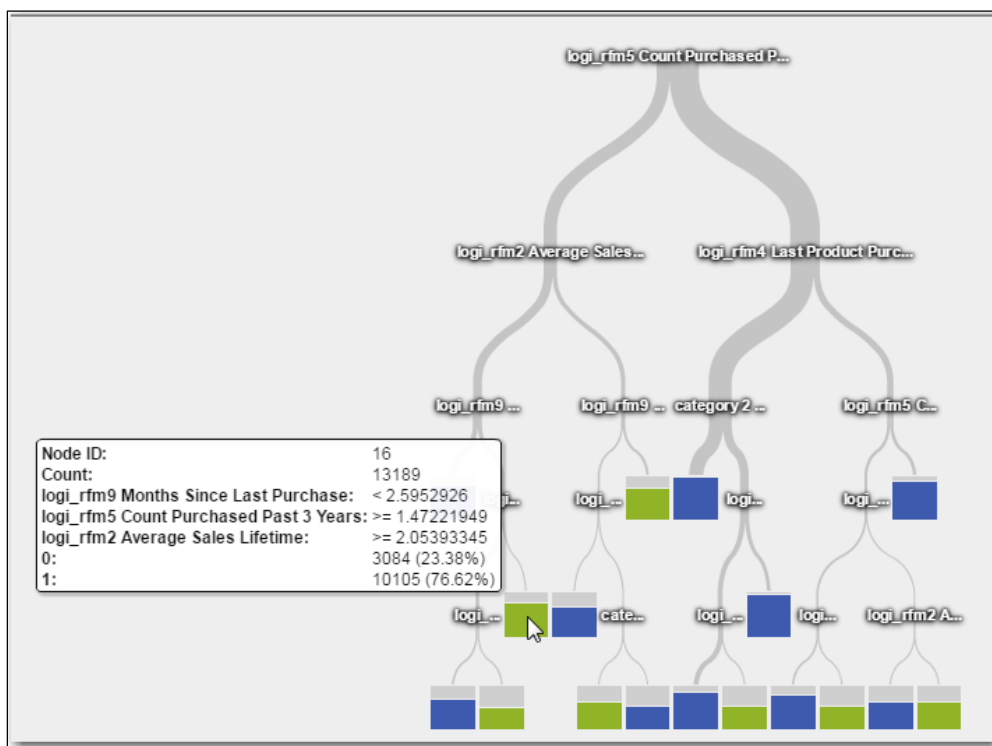 logi_rfm5 Count Purchased P...
logi_rfm2 Average Sales...
logi_rfm4 Last Product Purc...
logi_rfm9 ...
logi_rfm9 ...
category 2 ...
logi_rfm5 C...
Node ID: 16
Count: 13189
logi_rfm9 Months Since Last Purchase: < 2.5952926
logi_rfm5 Count Purchased Past 3 Years: >= 1.47221949
logi_rfm2 Average Sales Lifetime: >= 2.05393345
0: 3084 (23.38%)
1: 10105 (76.62%)
logi_...
logi...
logi_...
logi_...
cate...
logi_...
logi...
logi_rfm2 A...